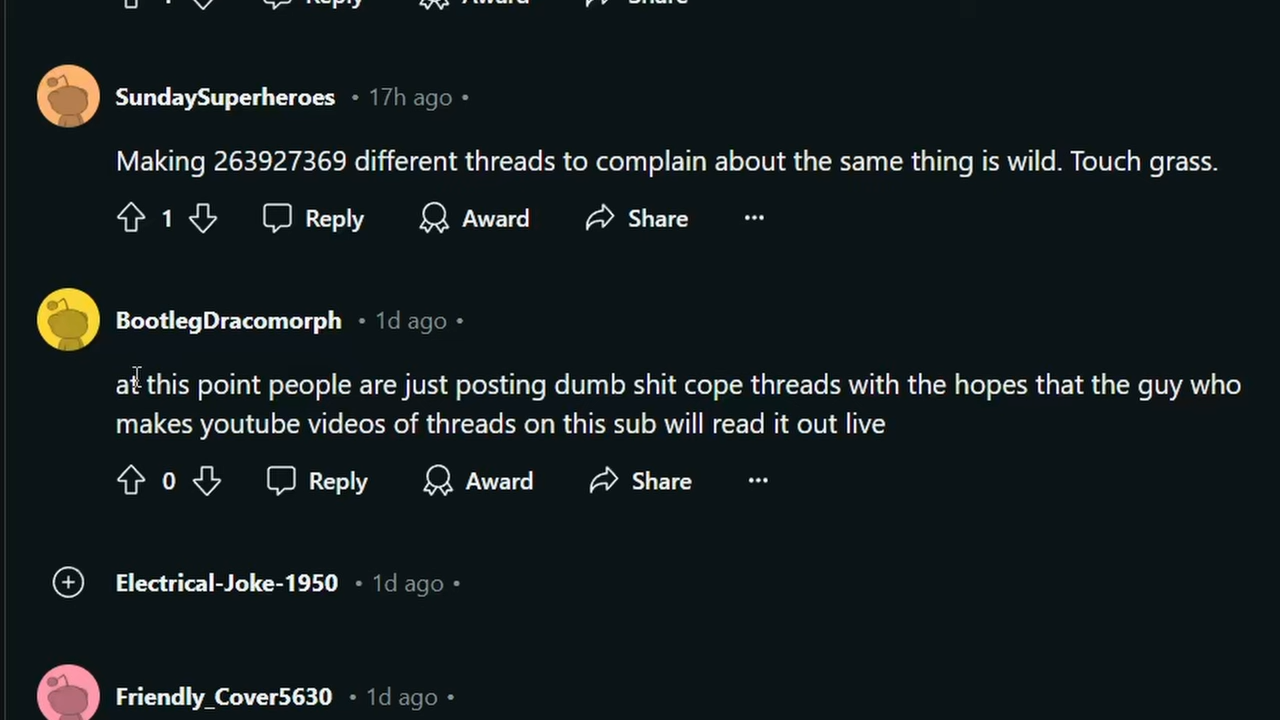 1 Reply Award Share
SundaySuperheroes • 17h ago •
Making 263927369 different threads to complain about the same thing is wild. Touch grass.
1 Reply Award Share ...
BootlegDracomorph • 1d ago •
at this point people are just posting dumb shit cope threads with the hopes that the guy who
makes youtube videos of threads on this sub will read it out live
0 Reply Award Share ...
Electrical-Joke-1950 • 1d ago •
Friendly_Cover5630 • 1d ago •